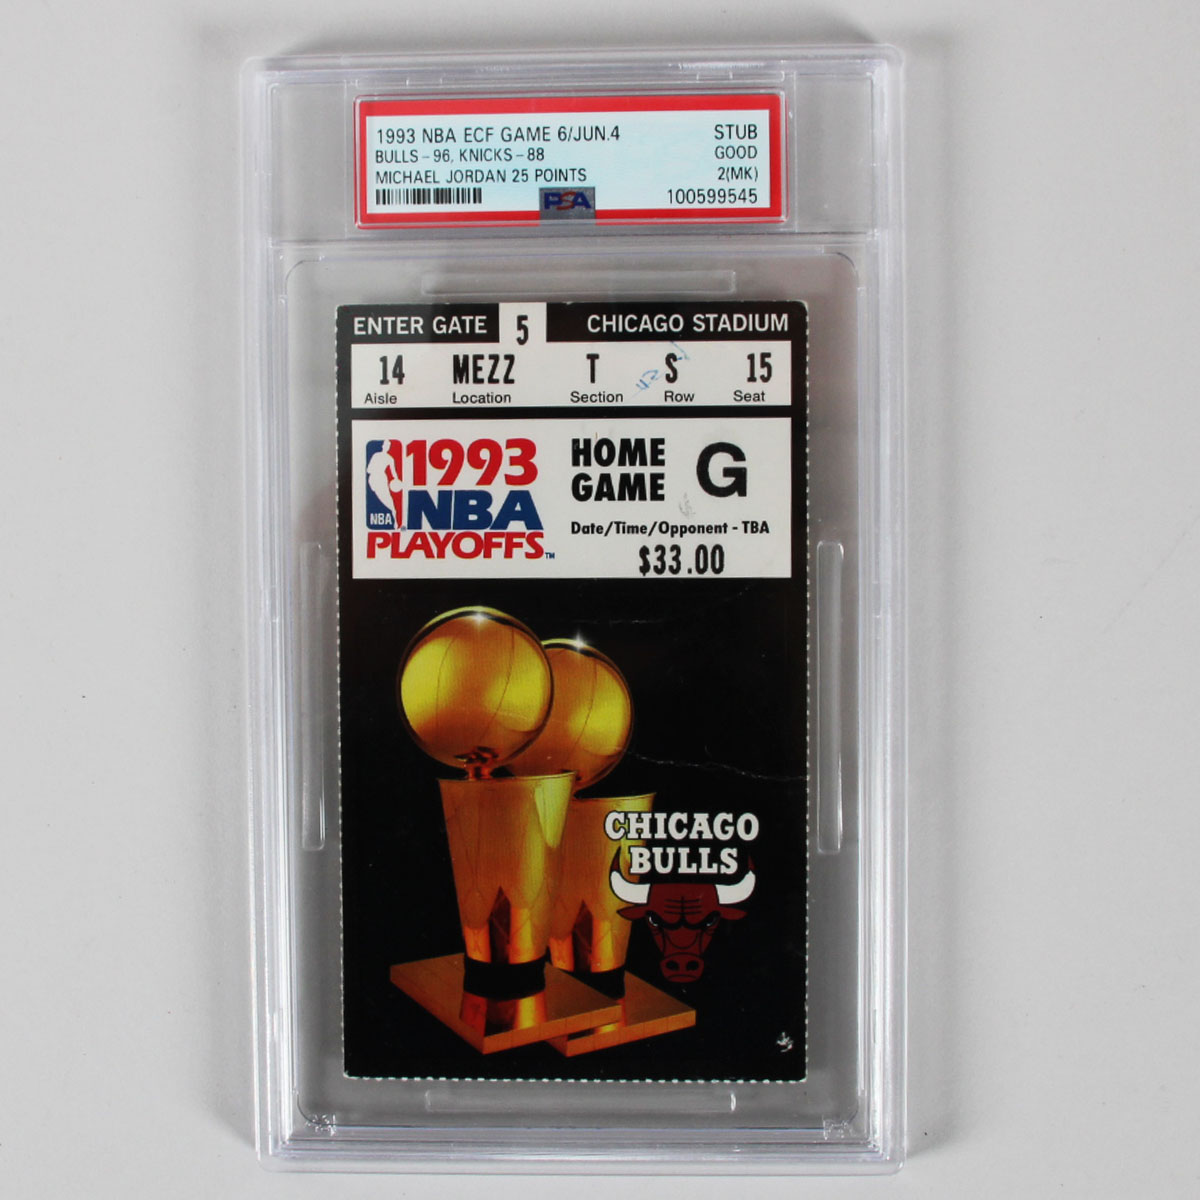 1993 NBA ECF GAME 6/JUN.4 STUB
BULLS-96, KNICKS-88 GOOD
MICHAEL JORDAN 25 POINTS 2(MK)
PSA 100599545
ENTER GATE 5 CHICAGO STADIUM
14 MEZZ T S 15
Aisle Location Section Row Seat
1993 HOME
NBA GAME G
NBA Date/Time/Opponent - TBA
PLAYOFFS™ $33.00
CHICAGO
BULLS